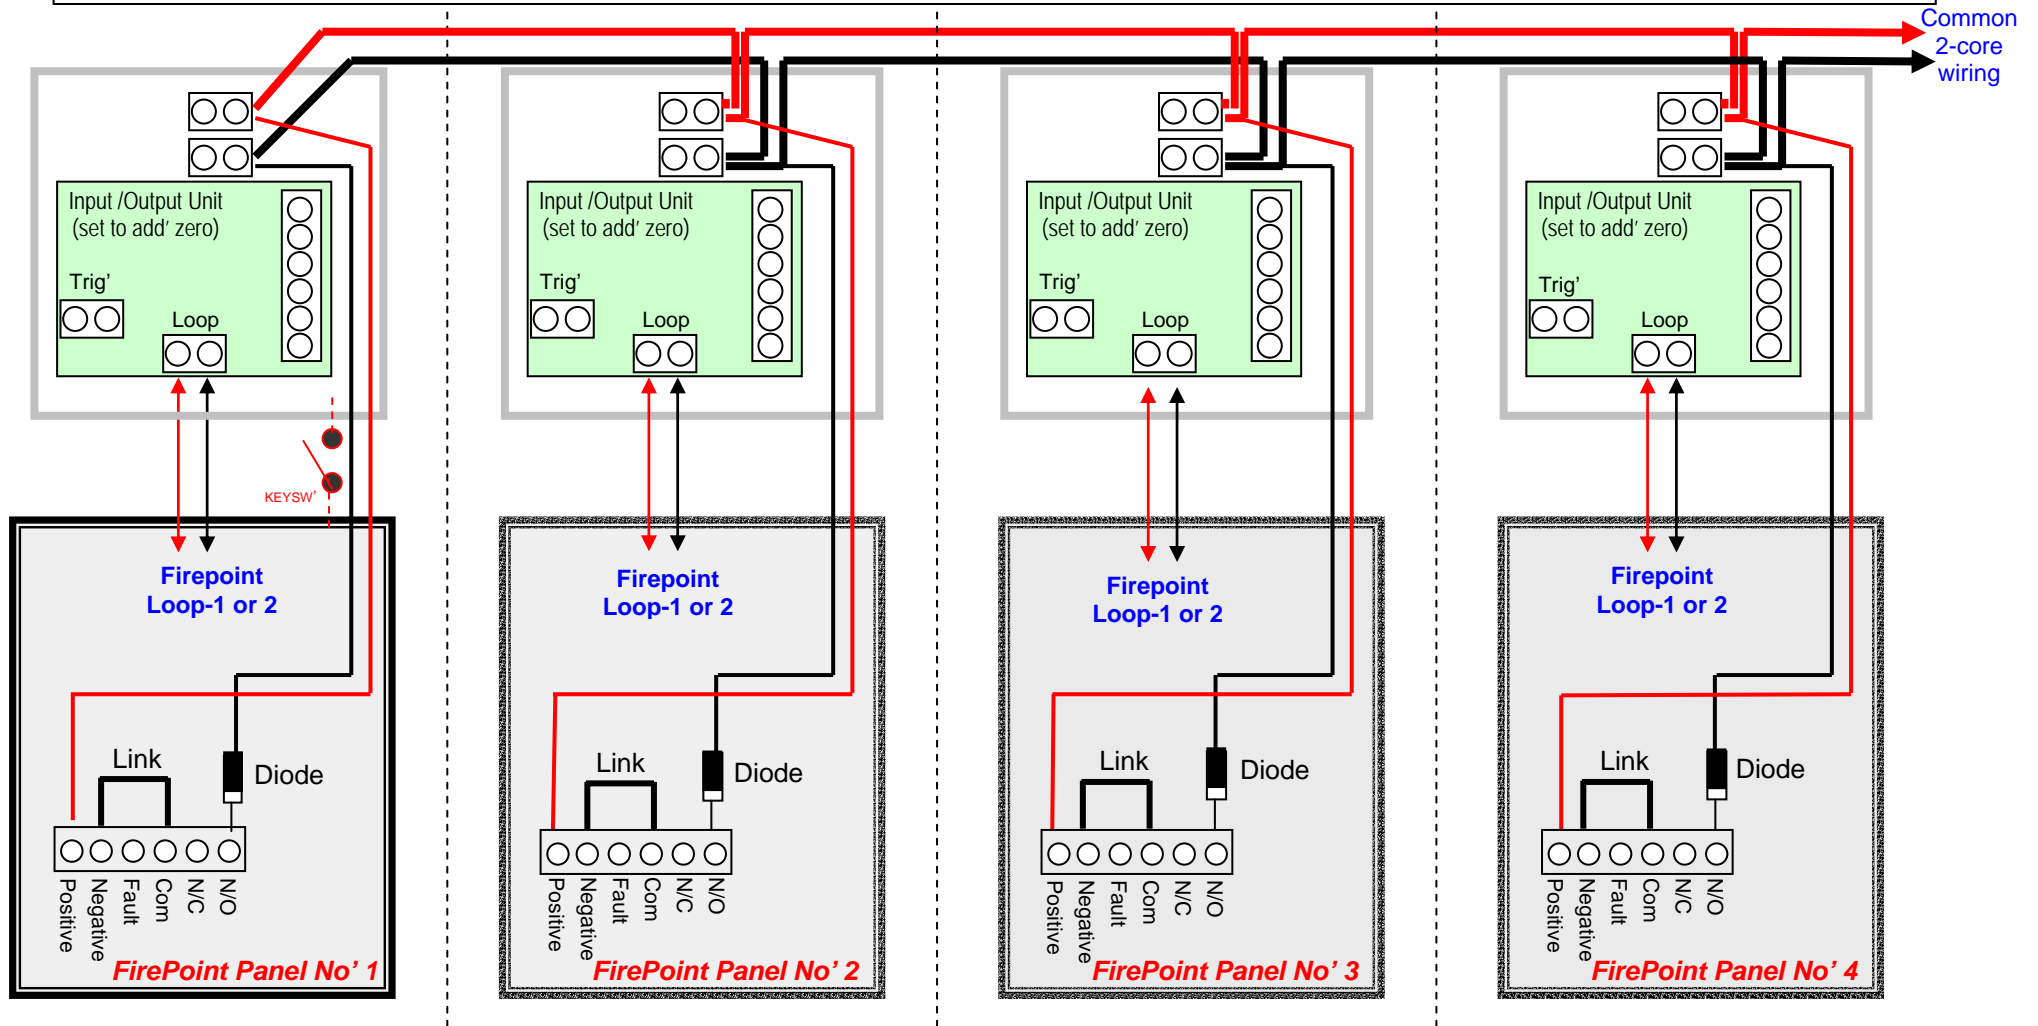 Common
2-core
wiring
Input /Output Unit
(set to add' zero)
Trig'
Loop
KEYSW'
Firepoint
Loop-1 or 2
Link
Diode
Positive
Negative
Fault
Com
N/C
N/O
FirePoint Panel No' 1
Input /Output Unit
(set to add' zero)
Trig'
Loop
Firepoint
Loop-1 or 2
Link
Diode
Positive
Negative
Fault
Com
N/C
N/O
FirePoint Panel No' 2
Input /Output Unit
(set to add' zero)
Trig'
Loop
Firepoint
Loop-1 or 2
Link
Diode
Positive
Negative
Fault
Com
N/C
N/O
FirePoint Panel No' 3
Input /Output Unit
(set to add' zero)
Trig'
Loop
Firepoint
Loop-1 or 2
Link
Diode
Positive
Negative
Fault
Com
N/C
N/O
FirePoint Panel No' 4